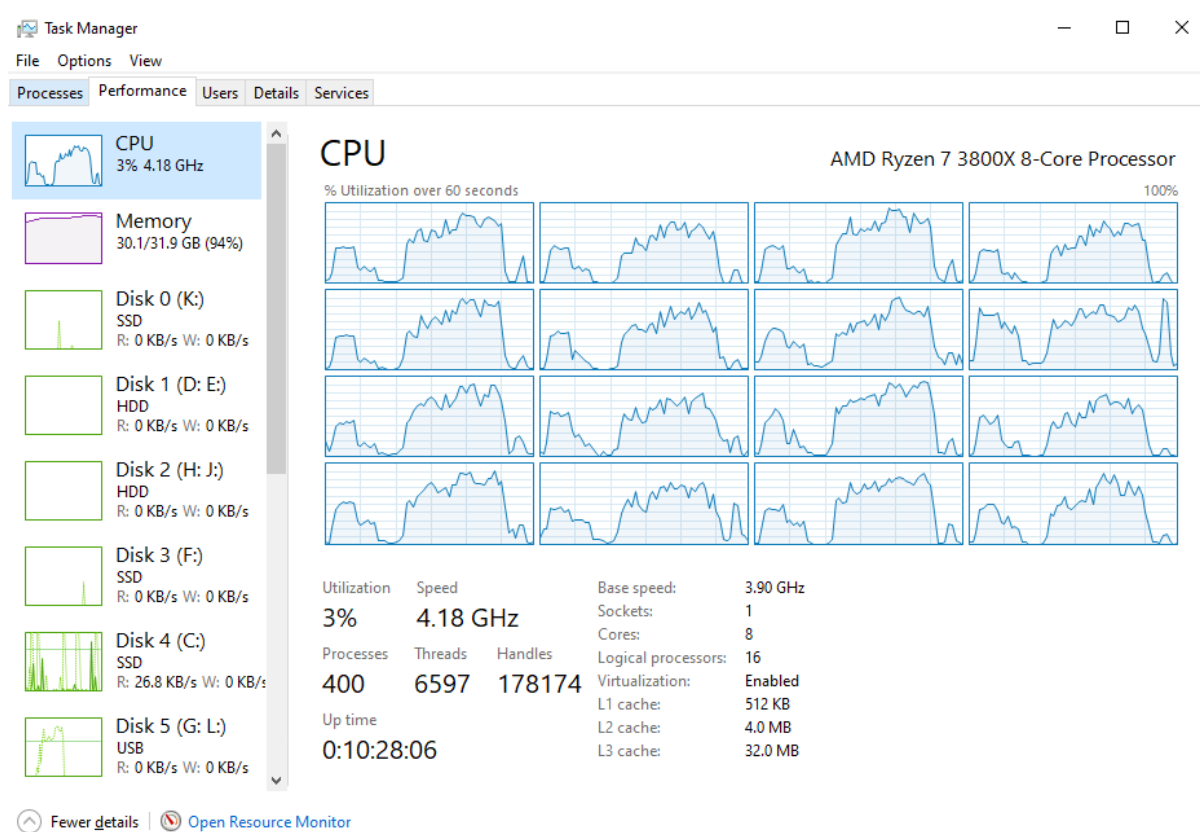 Task Manager
File Options View
Processes Performance Users Details Services
CPU
3% 4.18 GHz
Memory
30.1/31.9 GB (94%)
Disk 0 (K:)
SSD
R: 0 KB/s W: 0 KB/s
Disk 1 (D: E:)
HDD
R: 0 KB/s W: 0 KB/s
Disk 2 (H: J:)
HDD
R: 0 KB/s W: 0 KB/s
Disk 3 (F:)
SSD
R: 0 KB/s W: 0 KB/s
Disk 4 (C:)
SSD
R: 26.8 KB/s W: 0 KB/s
Disk 5 (G: L:)
USB
R: 0 KB/s W: 0 KB/s
CPU AMD Ryzen 7 3800X 8-Core Processor
% Utilization over 60 seconds 100%
Utilization Speed
3% 4.18 GHz
Processes Threads Handles
400 6597 178174
Up time
0:10:28:06
Base speed: 3.90 GHz
Sockets: 1
Cores: 8
Logical processors: 16
Virtualization: Enabled
L1 cache: 512 KB
L2 cache: 4.0 MB
L3 cache: 32.0 MB
Fewer details Open Resource Monitor